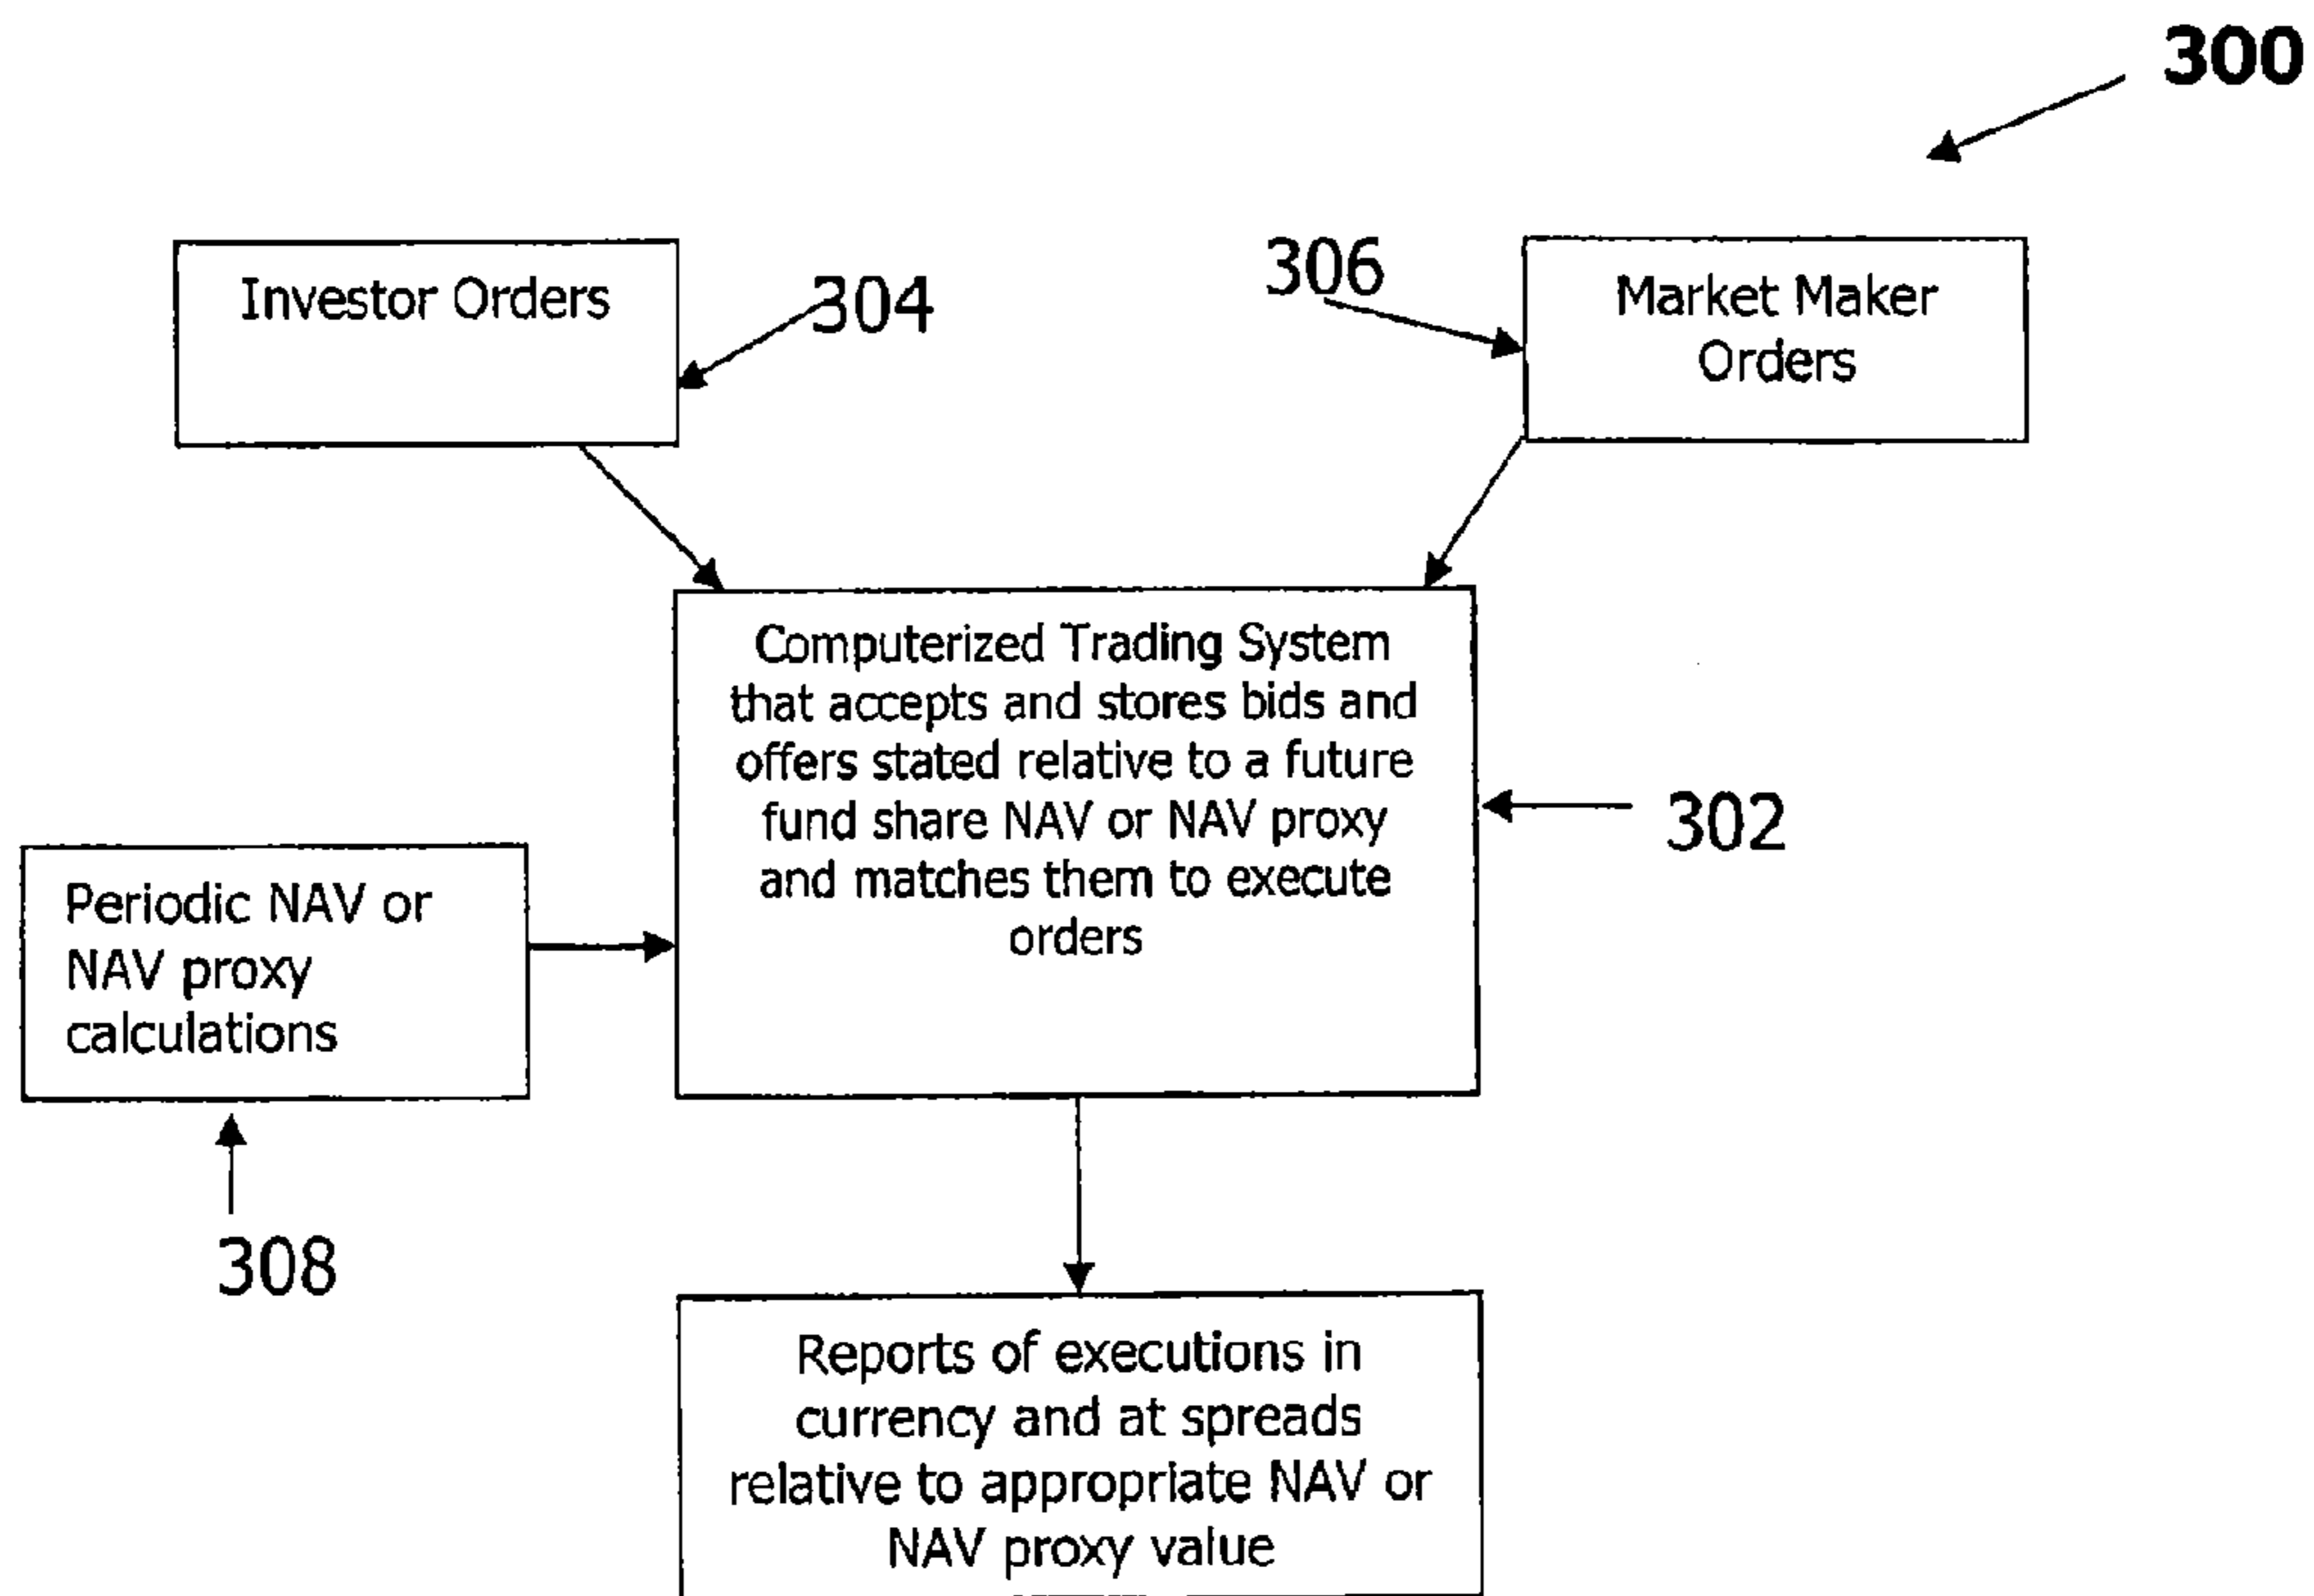 300
Investor Orders
304
306
Market Maker
Orders
Computerized Trading System
that accepts and stores bids and
offers stated relative to a future
fund share NAV or NAV proxy
and matches them to execute
orders
302
Periodic NAV or
NAV proxy
calculations
308
Reports of executions in
currency and at spreads
relative to appropriate NAV or
NAV proxy value